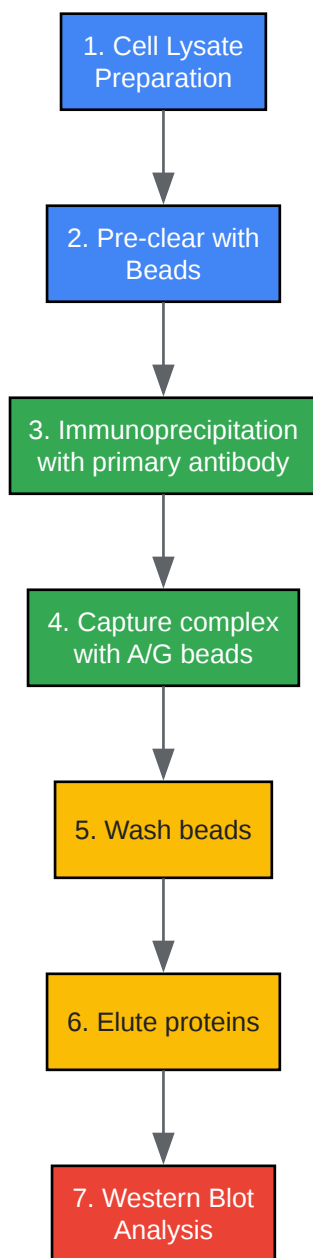 1. Cell Lysate
Preparation
2. Pre-clear with
Beads
3. Immunoprecipitation
with primary antibody
4. Capture complex
with A/G beads
5. Wash beads
6. Elute proteins
7. Western Blot
Analysis